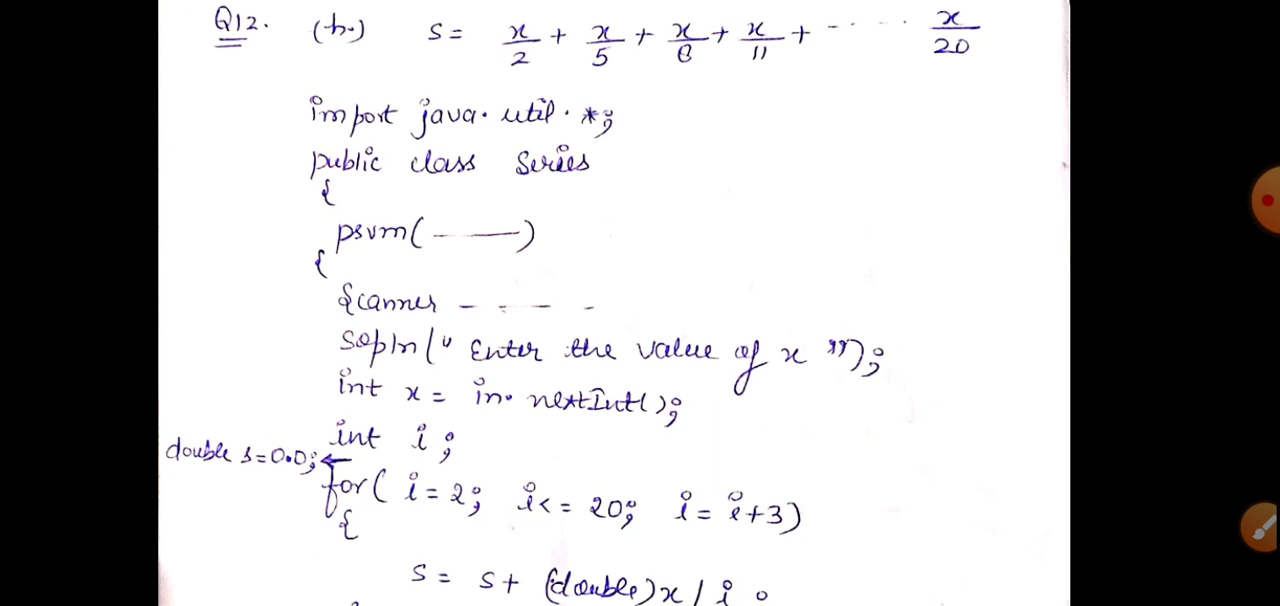 Q12. (h.) S = x/2 + x/5 + x/8 + x/11 + - - - - - x/20
import java.util.*;
public class Series
{
psvm( —— )
{
Scanner - - - -
sopln(" Enter the value of x ");
int x = in.nextInt();
int i;
double s=0.0; ←
for( i=2; i<=20; i=i+3)
{
s = s + (double)x / i